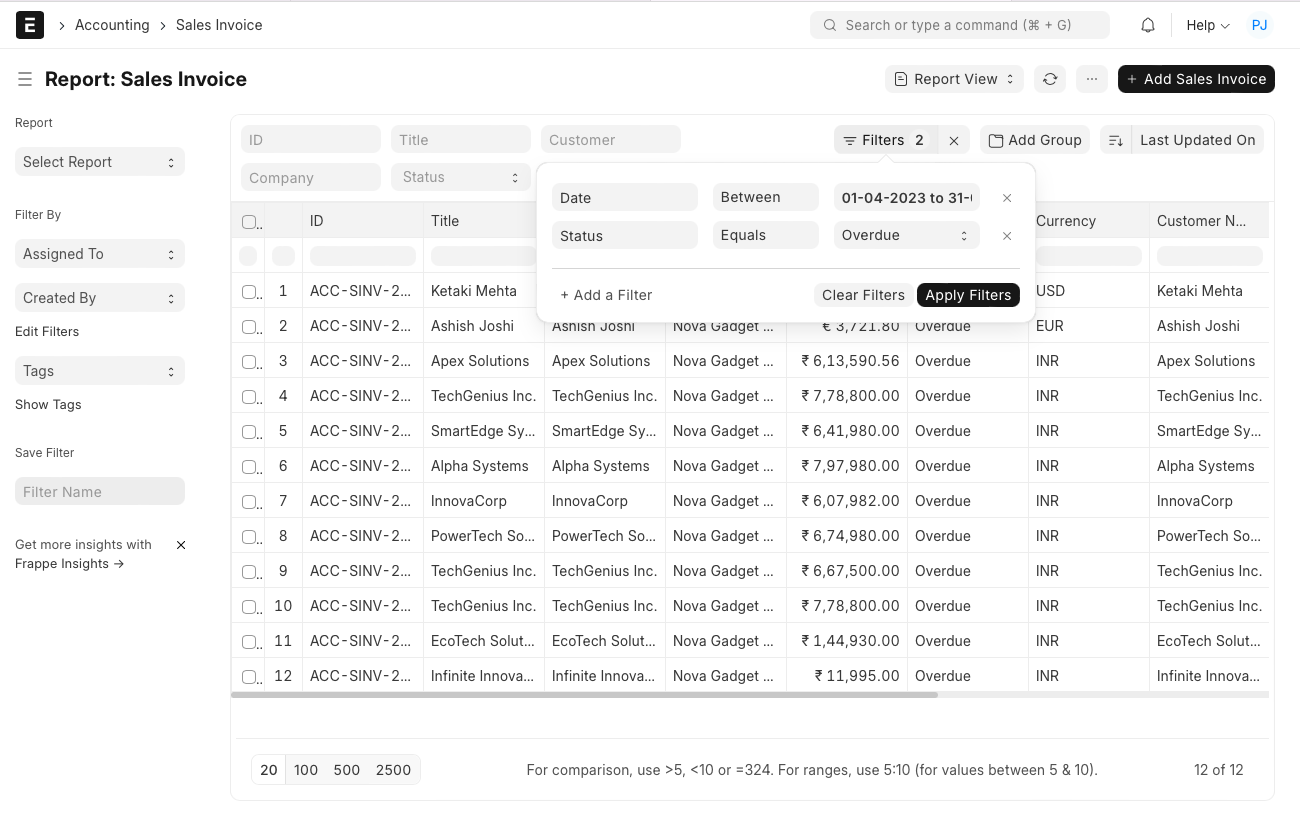 E > Accounting > Sales Invoice
Search or type a command (⌘ + G)
Help
PJ
Report: Sales Invoice
Report View
...
+ Add Sales Invoice
Report
Select Report
Filter By
Assigned To
Created By
Edit Filters
Tags
Show Tags
Save Filter
Filter Name
Get more insights with
Frappe Insights →
ID
Title
Customer
Filters 2
Add Group
Last Updated On
Company
Status
Date Between 01-04-2023 to 31-
Status Equals Overdue
+ Add a Filter
Clear Filters
Apply Filters
ID Title Currency Customer N...
1 ACC-SINV-2... Ketaki Mehta USD Ketaki Mehta
2 ACC-SINV-2... Ashish Joshi Ashish Joshi Nova Gadget ... € 3,721.80 Overdue EUR Ashish Joshi
3 ACC-SINV-2... Apex Solutions Apex Solutions Nova Gadget ... ₹ 6,13,590.56 Overdue INR Apex Solutions
4 ACC-SINV-2... TechGenius Inc. TechGenius Inc. Nova Gadget ... ₹ 7,78,800.00 Overdue INR TechGenius Inc.
5 ACC-SINV-2... SmartEdge Sy... SmartEdge Sy... Nova Gadget ... ₹ 6,41,980.00 Overdue INR SmartEdge Sy...
6 ACC-SINV-2... Alpha Systems Alpha Systems Nova Gadget ... ₹ 7,97,980.00 Overdue INR Alpha Systems
7 ACC-SINV-2... InnovaCorp InnovaCorp Nova Gadget ... ₹ 6,07,982.00 Overdue INR InnovaCorp
8 ACC-SINV-2... PowerTech So... PowerTech So... Nova Gadget ... ₹ 6,74,980.00 Overdue INR PowerTech So...
9 ACC-SINV-2... TechGenius Inc. TechGenius Inc. Nova Gadget ... ₹ 6,67,500.00 Overdue INR TechGenius Inc.
10 ACC-SINV-2... TechGenius Inc. TechGenius Inc. Nova Gadget ... ₹ 7,78,800.00 Overdue INR TechGenius Inc.
11 ACC-SINV-2... EcoTech Solut... EcoTech Solut... Nova Gadget ... ₹ 1,44,930.00 Overdue INR EcoTech Solut...
12 ACC-SINV-2... Infinite Innova... Infinite Innova... Nova Gadget ... ₹ 11,995.00 Overdue INR Infinite Innova...
20 100 500 2500
For comparison, use >5, <10 or =324. For ranges, use 5:10 (for values between 5 & 10).
12 of 12